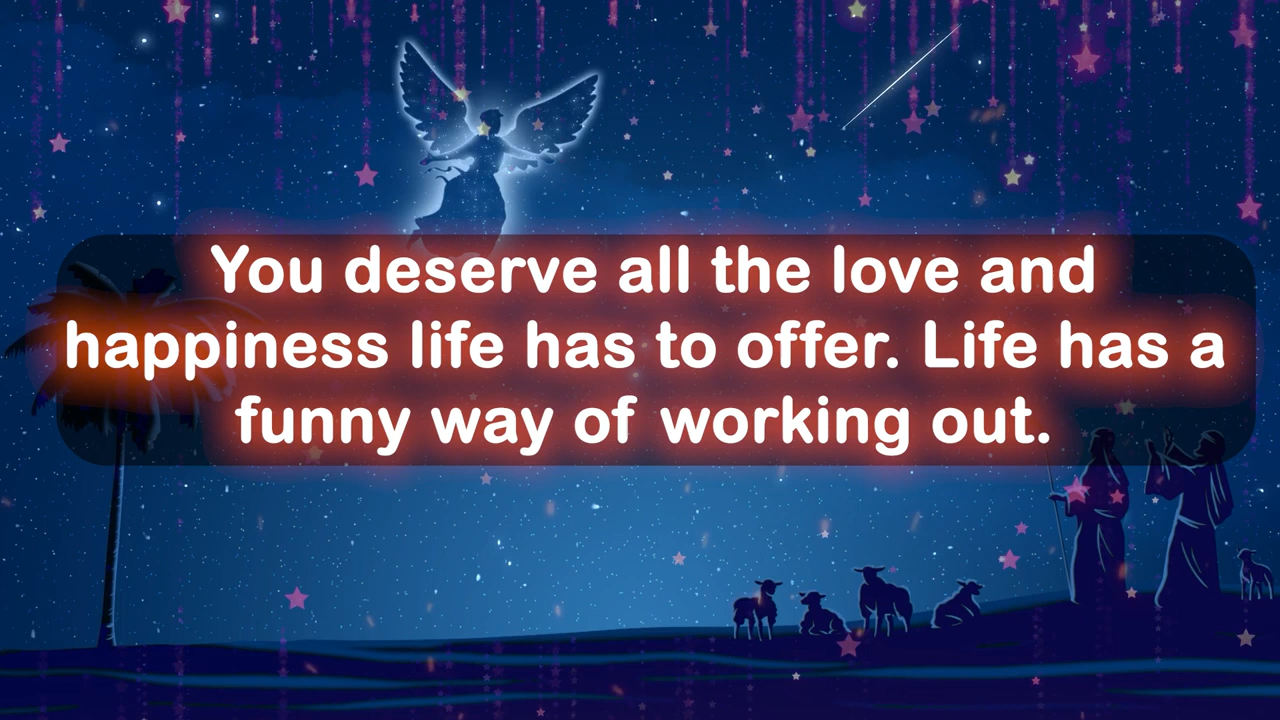 You deserve all the love and
happiness life has to offer. Life has a
funny way of working out.